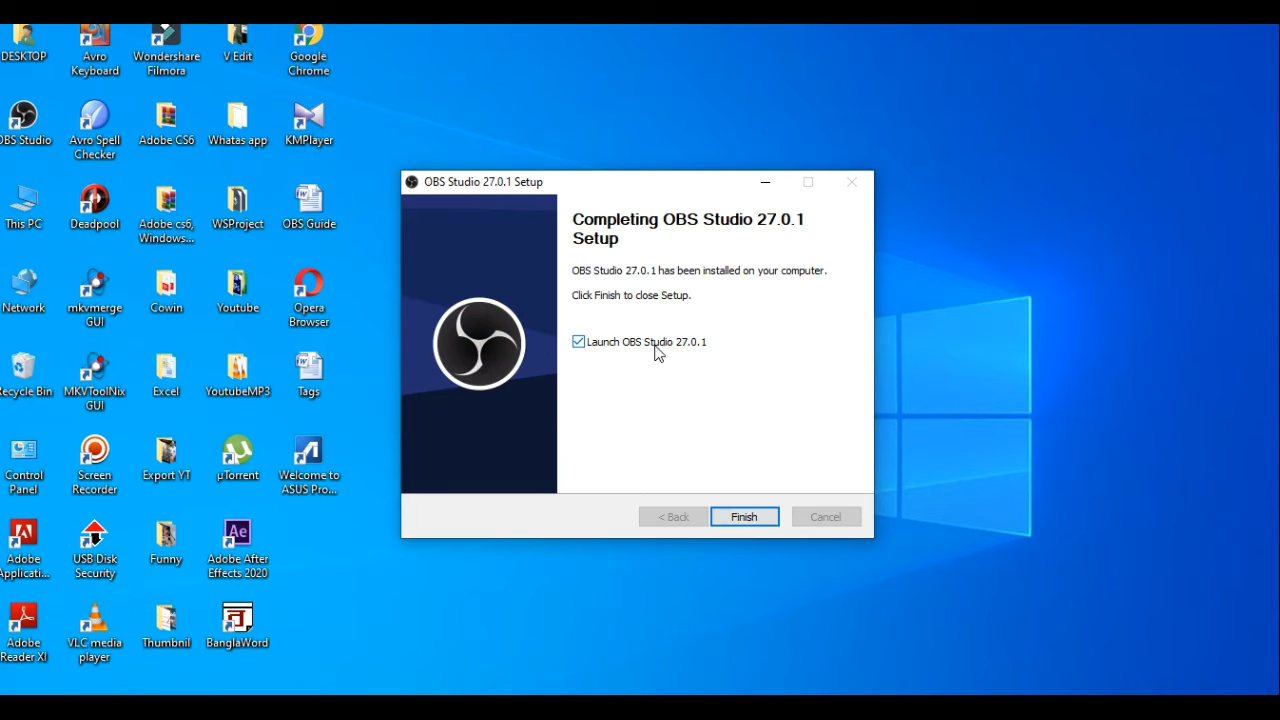 DESKTOP
Avro
Keyboard
Wondershare
Filmora
V Edit
Google
Chrome
OBS Studio
Avro Spell
Checker
Adobe CS6
Whatas app
KMPlayer
This PC
Deadpool
Adobe cs6,
Windows...
WSProject
OBS Guide
Network
mkvmerge
GUI
Cowin
Youtube
Opera
Browser
Recycle Bin
MKVToolNix
GUI
Excel
YoutubeMP3
Tags
Control
Panel
Screen
Recorder
Export YT
µTorrent
Welcome to
ASUS Pro...
Adobe
Applicati...
USB Disk
Security
Funny
Ae
Adobe After
Effects 2020
Adobe
Reader XI
VLC media
player
Thumbnil
BanglaWord
OBS Studio 27.0.1 Setup
Completing OBS Studio 27.0.1
Setup
OBS Studio 27.0.1 has been installed on your computer.
Click Finish to close Setup.
Launch OBS Studio 27.0.1
< Back
Finish
Cancel